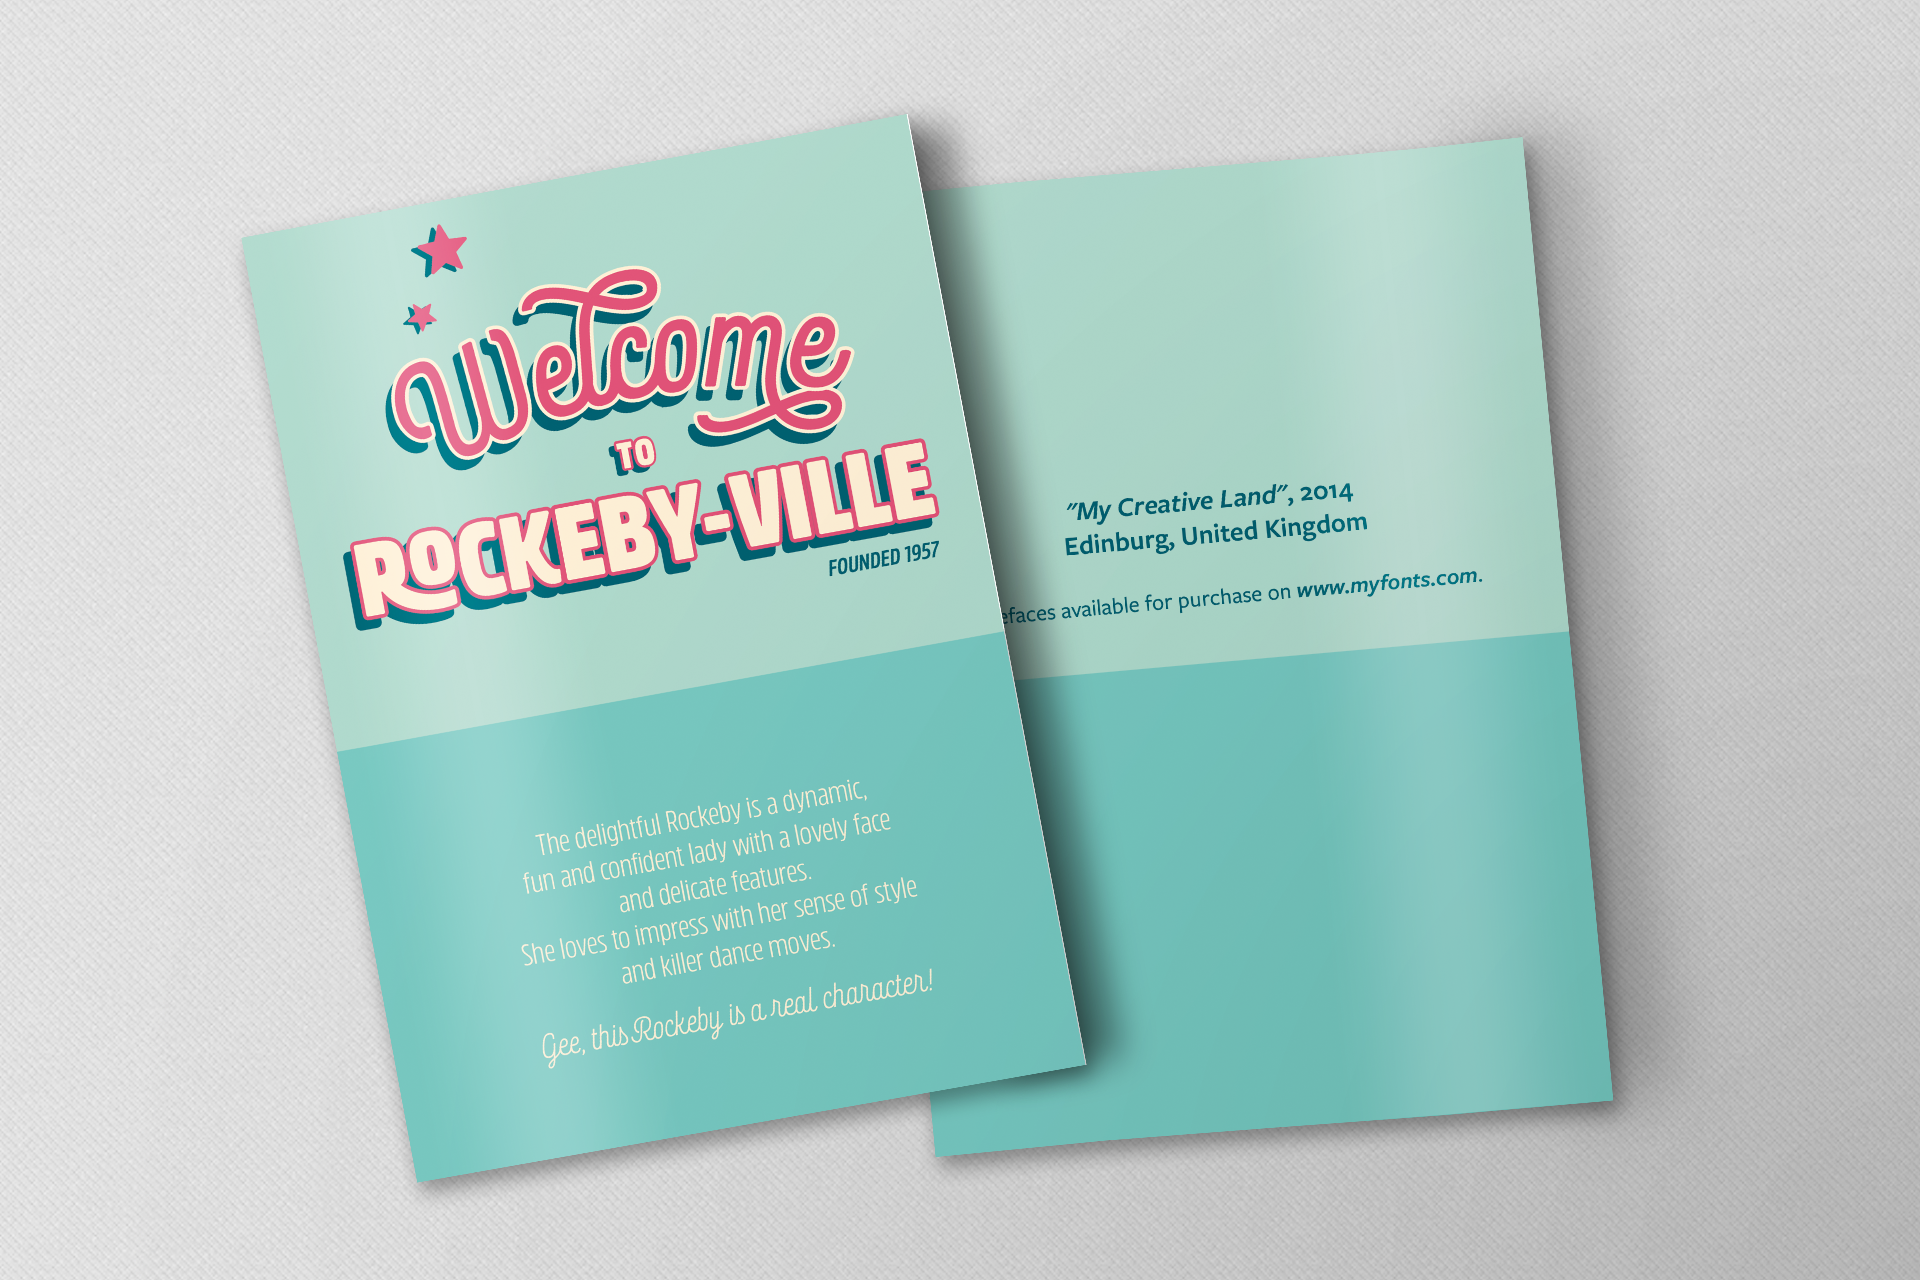 Welcome
TO
ROCKEBY-VILLE
FOUNDED 1957
The delightful Rockeby is a dynamic,
fun and confident lady with a lovely face
and delicate features.
She loves to impress with her sense of style
and killer dance moves.
Gee, this Rockeby is a real character!
"My Creative Land", 2014
Edinburg, United Kingdom
efaces available for purchase on www.myfonts.com.